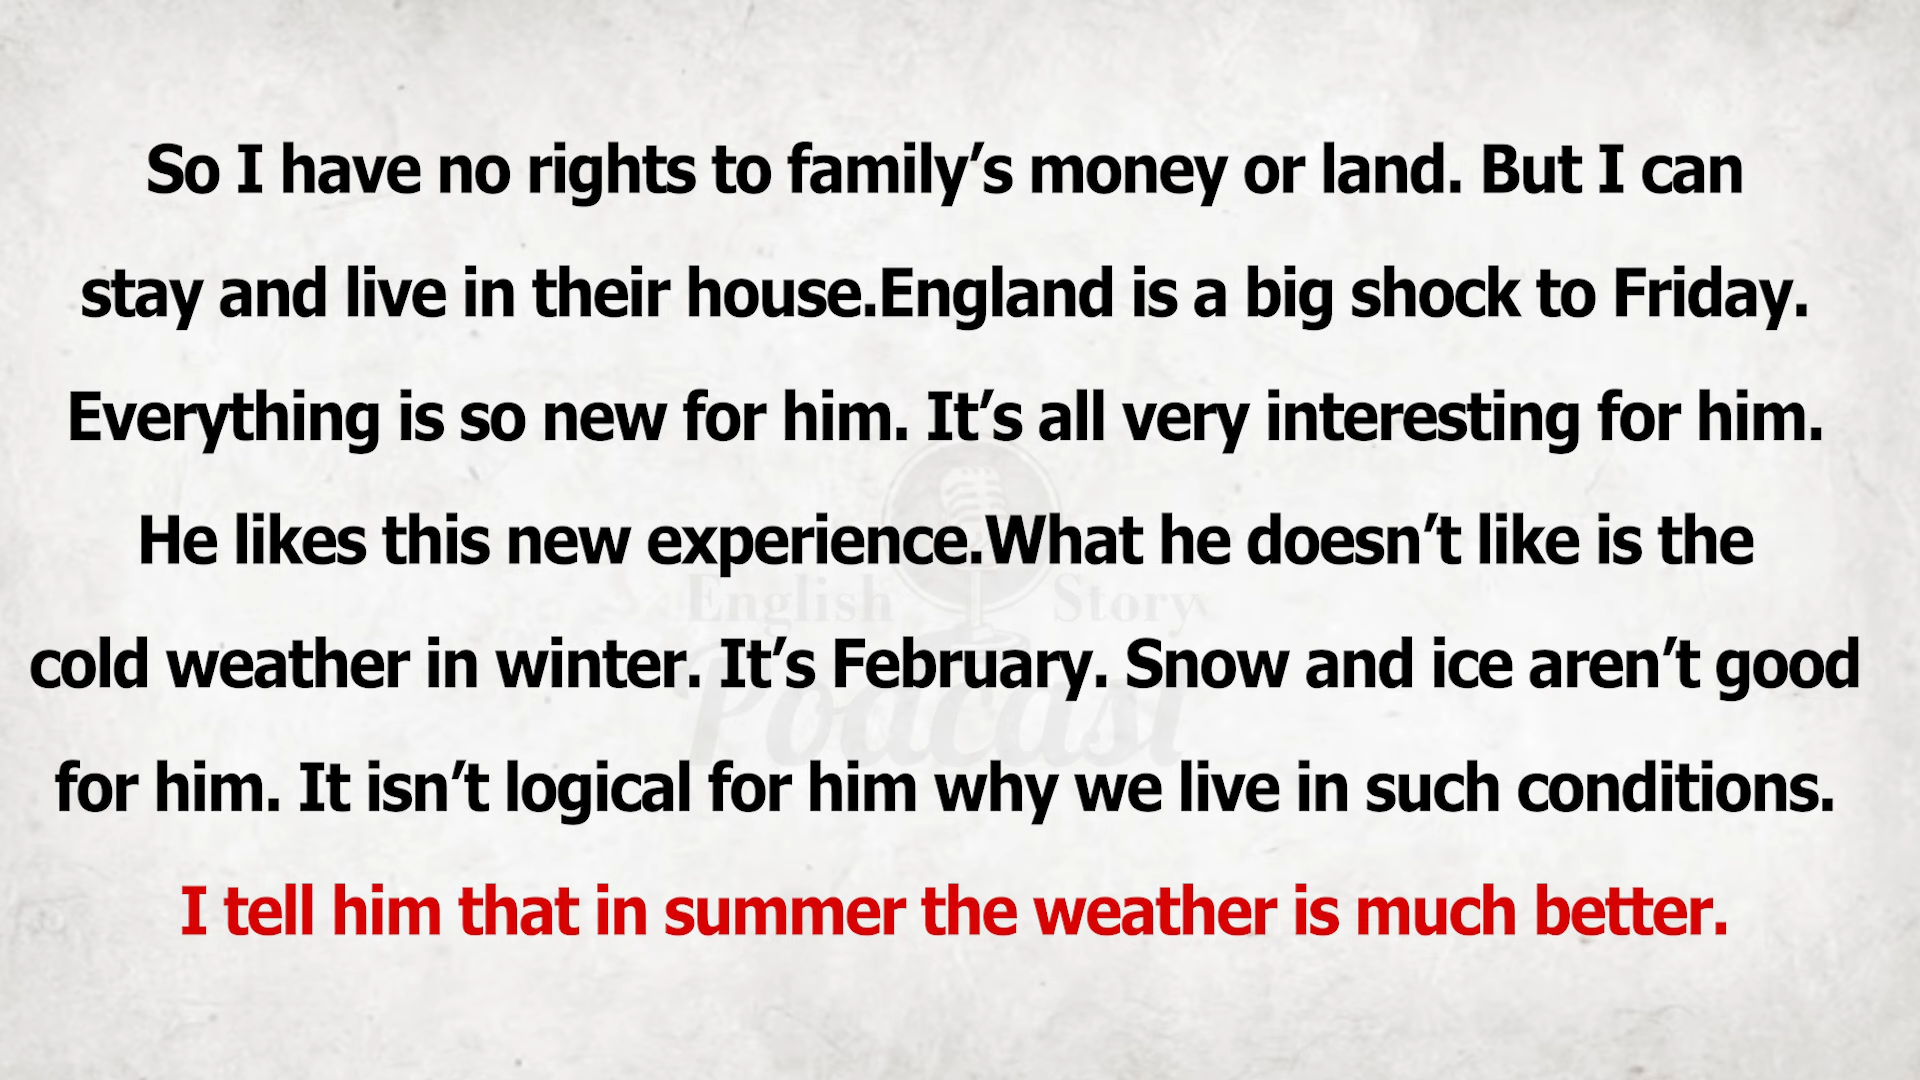 So I have no rights to family’s money or land. But I can
stay and live in their house.England is a big shock to Friday.
Everything is so new for him. It’s all very interesting for him.
He likes this new experience.What he doesn’t like is the
English Story
cold weather in winter. It’s February. Snow and ice aren’t good
Podcast
for him. It isn’t logical for him why we live in such conditions.
I tell him that in summer the weather is much better.